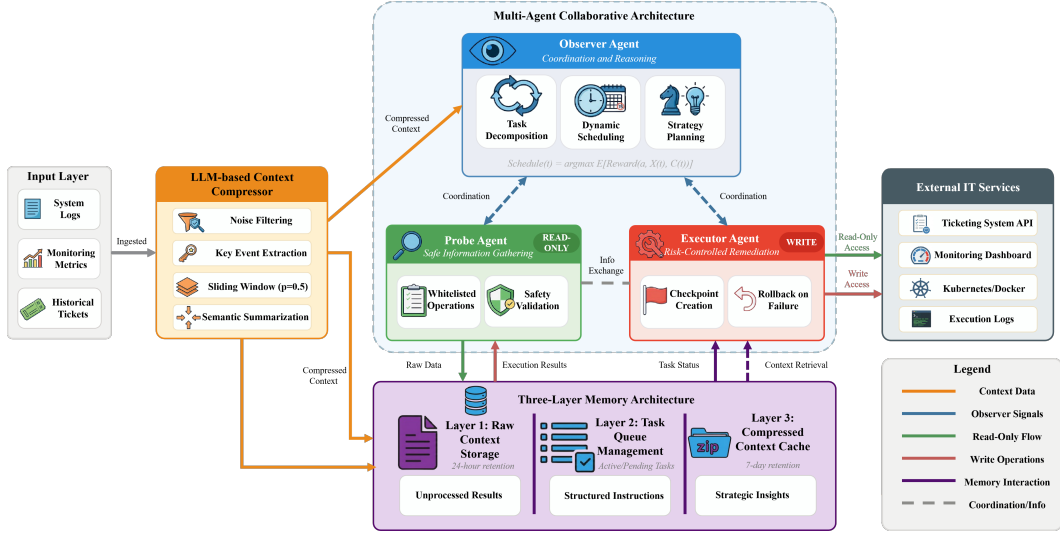 Multi-Agent Collaborative Architecture
Observer Agent
Coordination and Reasoning
Task
Decomposition
Dynamic
Scheduling
Strategy
Planning
Schedule(t) = argmax E[Reward(a, X(t), C(t))]
Compressed
Context
Input Layer
System
Logs
Monitoring
Metrics
Historical
Tickets
Ingested
LLM-based Context
Compressor
Noise Filtering
Key Event Extraction
Sliding Window (p=0.5)
Semantic Summarization
Coordination
Coordination
Probe Agent
Safe Information Gathering
READ-
ONLY
Whitelisted
Operations
Safety
Validation
Info
Exchange
Executor Agent
Risk-Controlled Remediation
WRITE
Checkpoint
Creation
Rollback on
Failure
Read-Only
Access
Write
Access
External IT Services
Ticketing System API
Monitoring Dashboard
Kubernetes/Docker
Execution Logs
Compressed
Context
Raw Data
Execution Results
Task Status
Context Retrieval
Three-Layer Memory Architecture
Layer 1: Raw
Context
Storage
24-hour retention
Unprocessed Results
Layer 2: Task
Queue
Management
Active/Pending Tasks
Structured Instructions
zip
Layer 3:
Compressed
Context Cache
7-day retention
Strategic Insights
Legend
Context Data
Observer Signals
Read-Only Flow
Write Operations
Memory Interaction
Coordination/Info